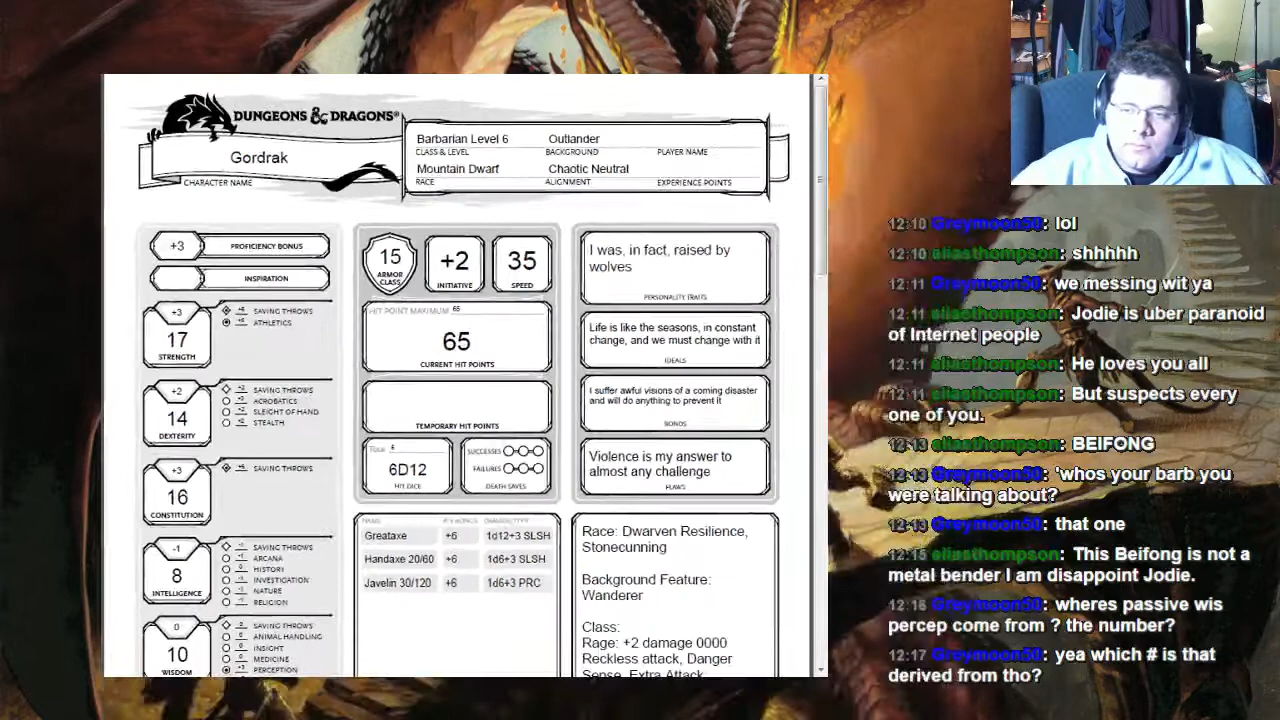 DUNGEONS & DRAGONS®
Gordrak
CHARACTER NAME
Barbarian Level 6 Outlander
CLASS & LEVEL BACKGROUND PLAYER NAME
Mountain Dwarf Chaotic Neutral
RACE ALIGNMENT EXPERIENCE POINTS
+3 PROFICIENCY BONUS
INSPIRATION
+3
17
STRENGTH
SAVING THROWS
ATHLETICS
+2
14
DEXTERITY
SAVING THROWS
ACROBATICS
SLEIGHT OF HAND
STEALTH
+3
16
CONSTITUTION
SAVING THROWS
-1
8
INTELLIGENCE
SAVING THROWS
ARCANA
HISTORY
INVESTIGATION
NATURE
RELIGION
0
10
WISDOM
SAVING THROWS
ANIMAL HANDLING
INSIGHT
MEDICINE
PERCEPTION
15
ARMOR
CLASS
+2
INITIATIVE
35
SPEED
HIT POINT MAXIMUM 65
65
CURRENT HIT POINTS
TEMPORARY HIT POINTS
Total 6
6D12
HIT DICE
SUCCESSES
FAILURES
DEATH SAVES
NAME ATK BONUS DAMAGE/TYPE
Greataxe +6 1d12+3 SLSH
Handaxe 20/60 +6 1d6+3 SLSH
Javelin 30/120 +6 1d6+3 PRC
I was, in fact, raised by
wolves
PERSONALITY TRAITS
Life is like the seasons, in constant
change, and we must change with it
IDEALS
I suffer awful visions of a coming disaster
and will do anything to prevent it
BONDS
Violence is my answer to
almost any challenge
FLAWS
Race: Dwarven Resilience,
Stonecunning
Background Feature:
Wanderer
Class:
Rage: +2 damage 0000
Reckless attack, Danger
Sense, Extra Attack,
12:10 Greymoon50: lol
12:10 eliasthompson: shhhhh
12:11 Greymoon50: we messing wit ya
12:11 eliasthompson: Jodie is uber paranoid
of Internet people
12:11 eliasthompson: He loves you all
12:11 eliasthompson: But suspects every
one of you.
12:13 eliasthompson: BEIFONG
12:13 Greymoon50: 'whos your barb you
were talking about?
12:13 Greymoon50: that one
12:15 eliasthompson: This Beifong is not a
metal bender I am disappoint Jodie.
12:16 Greymoon50: wheres passive wis
percep come from ? the number?
12:17 Greymoon50: yea which # is that
derived from tho?